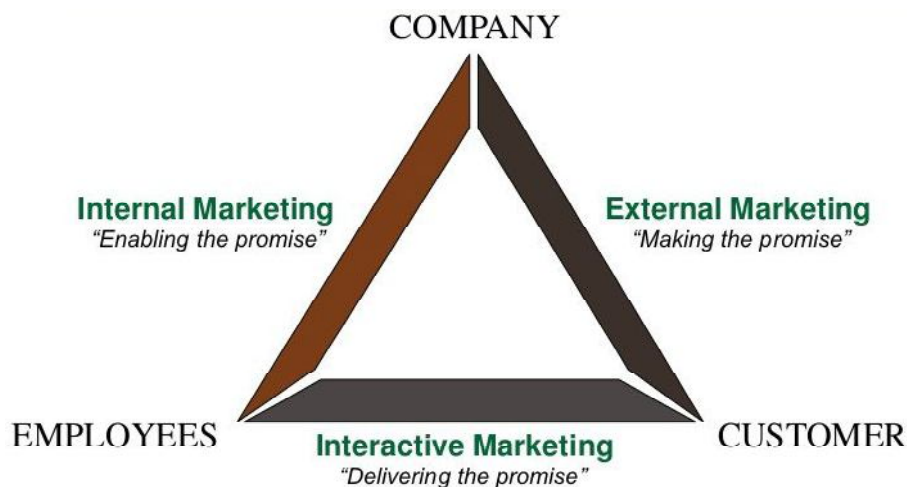 COMPANY
Internal Marketing
“Enabling the promise”
External Marketing
“Making the promise”
EMPLOYEES
CUSTOMER
Interactive Marketing
“Delivering the promise”